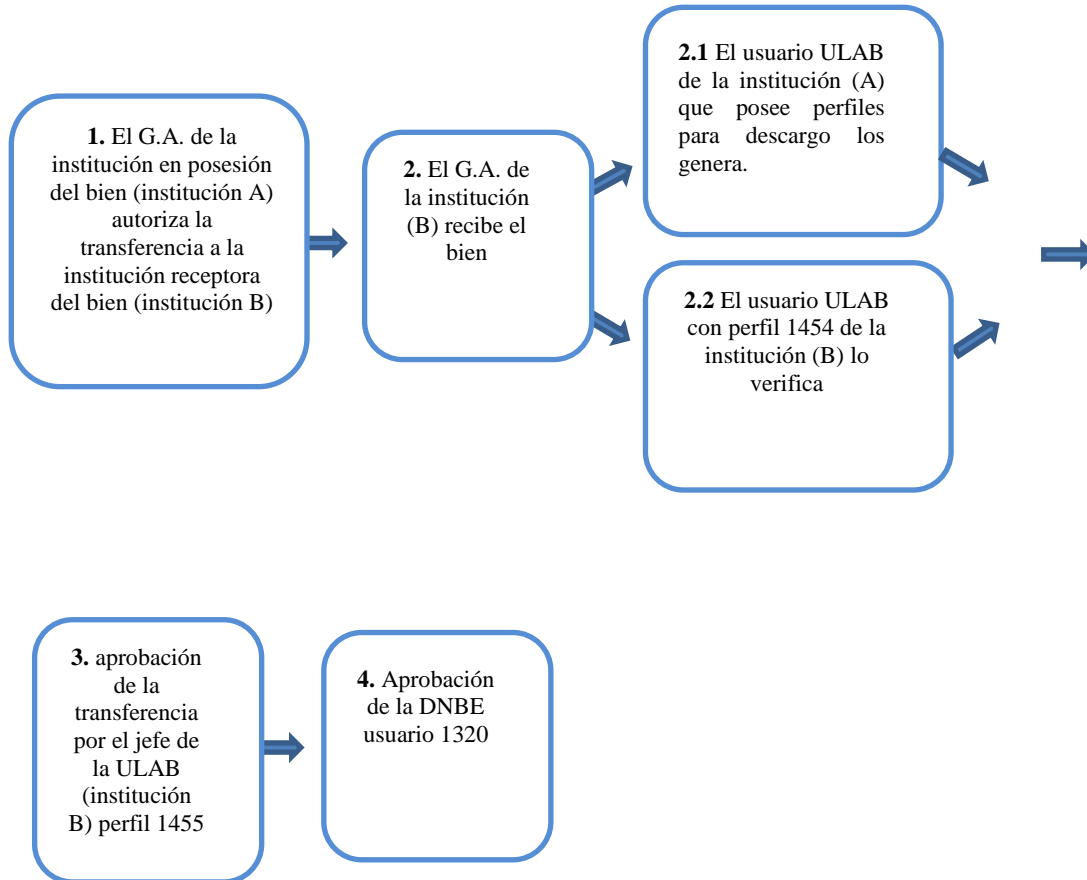 1. El G.A. de la
institución en posesión
del bien (institución A)
autoriza la
transferencia a la
institución receptora
del bien (institución B)
2. El G.A. de
la institución
(B) recibe el
bien
2.1 El usuario ULAB
de la institución (A)
que posee perfiles
para descargo los
genera.
2.2 El usuario ULAB
con perfil 1454 de la
institución (B) lo
verifica
3. aprobación
de la
transferencia
por el jefe de
la ULAB
(institución
B) perfil 1455
4. Aprobación
de la DNBE
usuario 1320